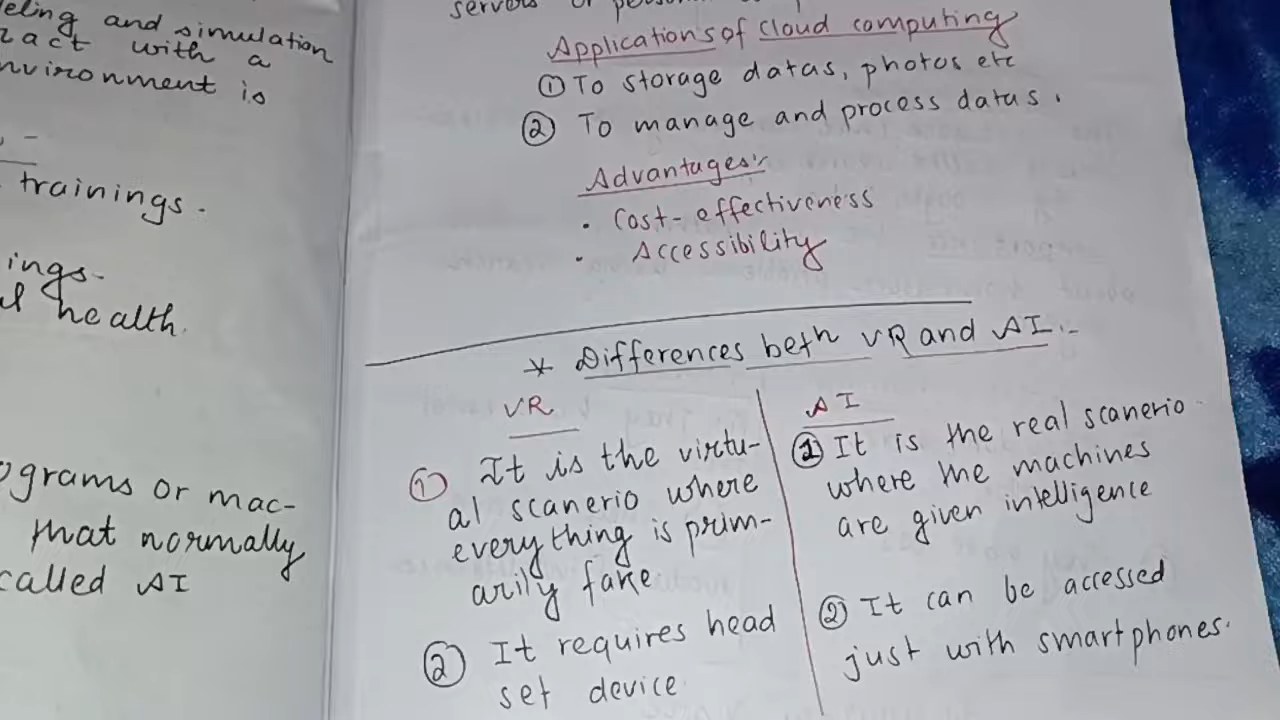 eling and simulation
ract with a
nvironment is
trainings.
ings.
al health.
ograms or mac-
that normally
called AI
servers or
Applications of cloud computing
① To storage datas, photos etc
② To manage and process datas.
Advantages:-
· Cost-effectiveness
· Accessibility
* Differences betn VR and AI:-
VR
① It is the virtu-
al scanerio where
everything is prim-
arily fake
② It requires head
set device
AI
① It is the real scanerio
where the machines
are given intelligence
② It can be accessed
just with smartphones.